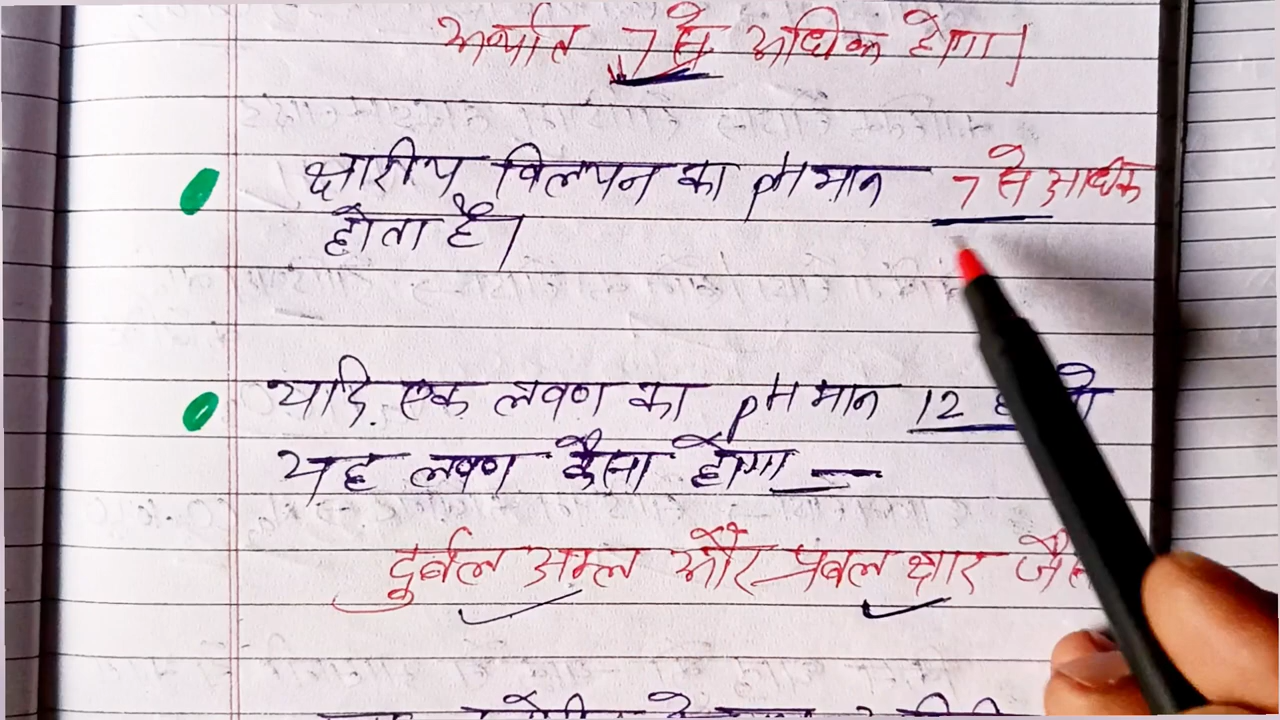 अर्थात 7 से अधिक होगा।
क्षारीय विलयन का pH मान 7 से अधिक
होता है।
यदि एक लवण का pH मान 12 है तो
यह लवण कैसा होगा —
दुर्बल अम्ल और प्रबल क्षार